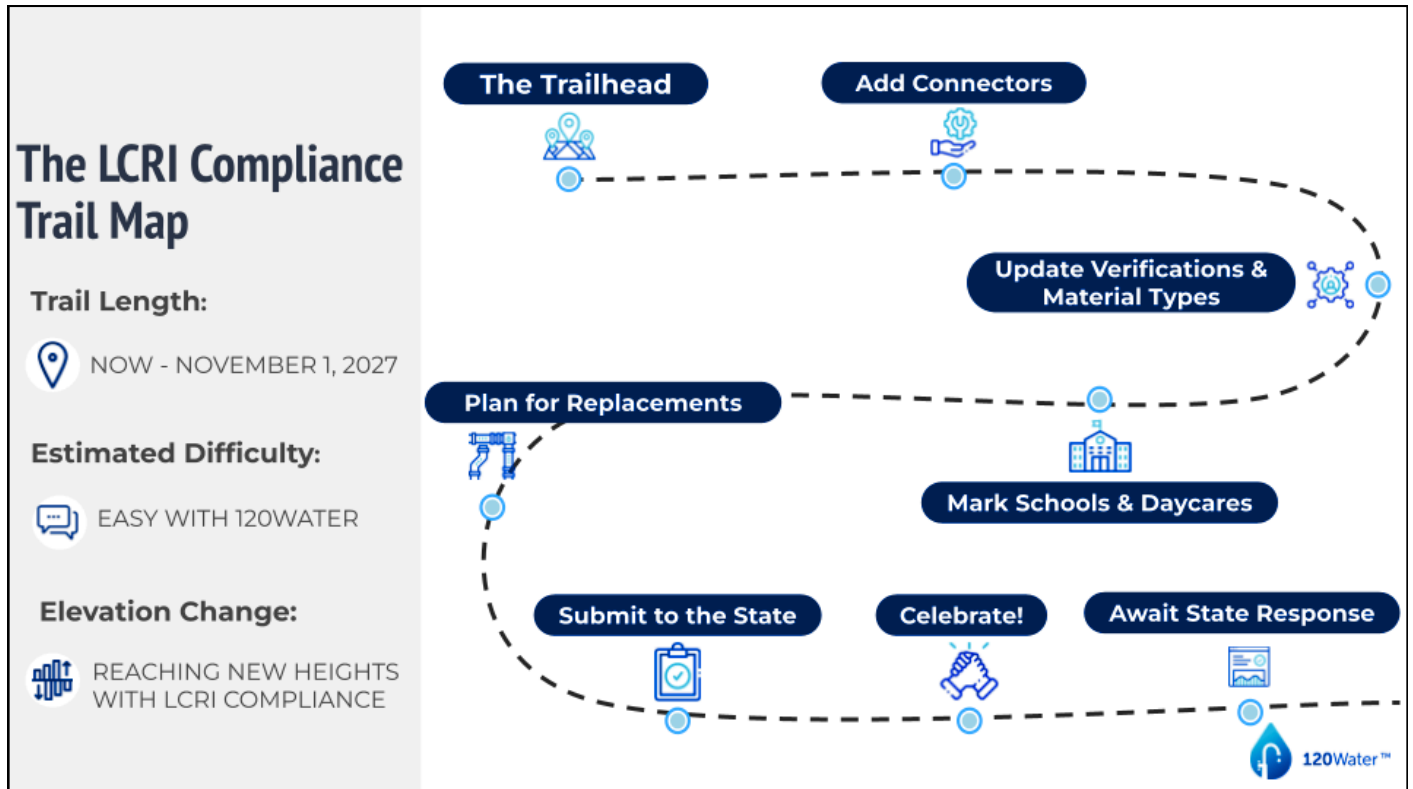 The LCRI Compliance
Trail Map
Trail Length:
NOW - NOVEMBER 1, 2027
Estimated Difficulty:
EASY WITH 120WATER
Elevation Change:
REACHING NEW HEIGHTS
WITH LCRI COMPLIANCE
The Trailhead
Add Connectors
Update Verifications &
Material Types
Mark Schools & Daycares
Plan for Replacements
Submit to the State
Celebrate!
Await State Response
120Water™